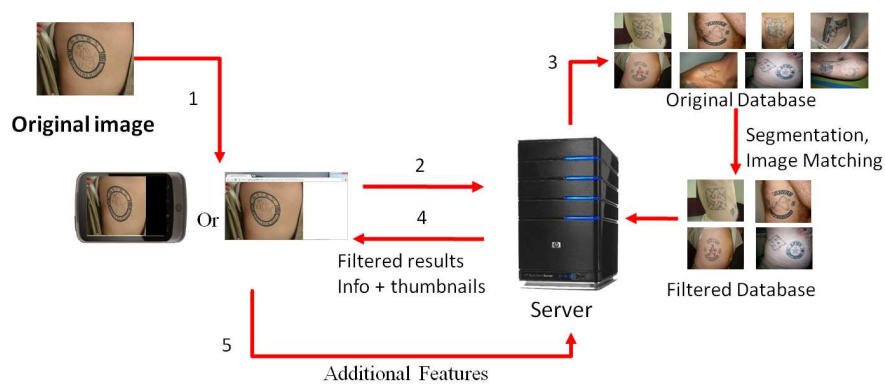 1
3
Original Database
Original image
Segmentation,
Image Matching
2
Or
4
Filtered results
Info + thumbnails
Server
Filtered Database
5
Additional Features